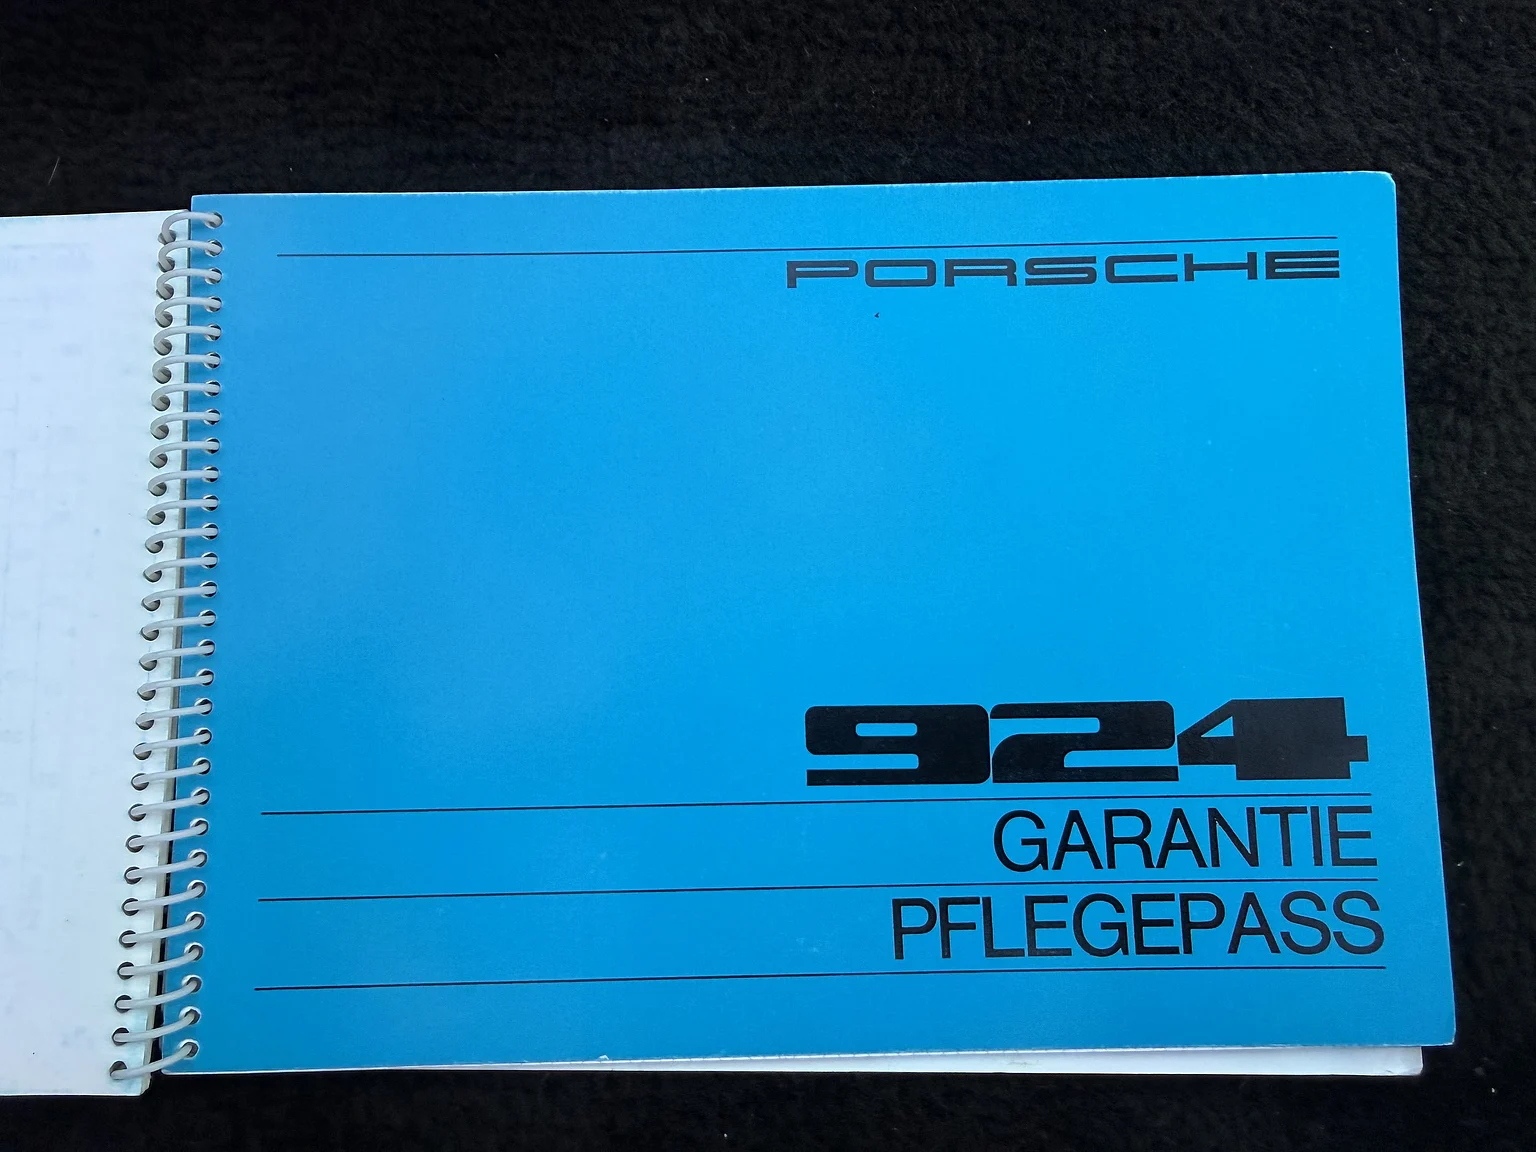 PORSCHE
924
GARANTIE
PFLEGEPASS